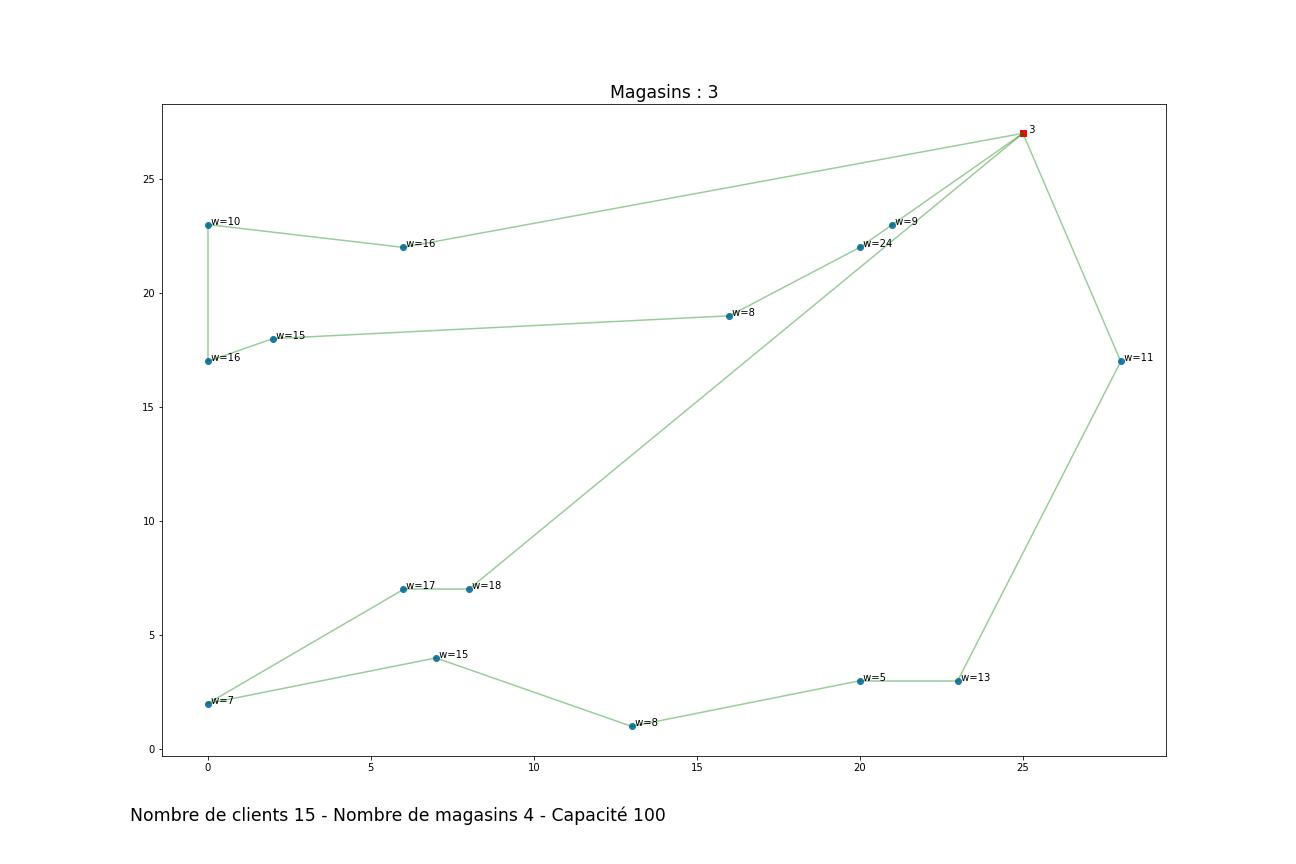 Magasins : 3
3
25
w=10
w=9
w=16
w=24
20
w=8
w=15
w=16
w=11
15
10
w=17
w=18
5
w=15
w=5
w=13
w=7
w=8
0
0
5
10
15
20
25
Nombre de clients 15 - Nombre de magasins 4 - Capacité 100